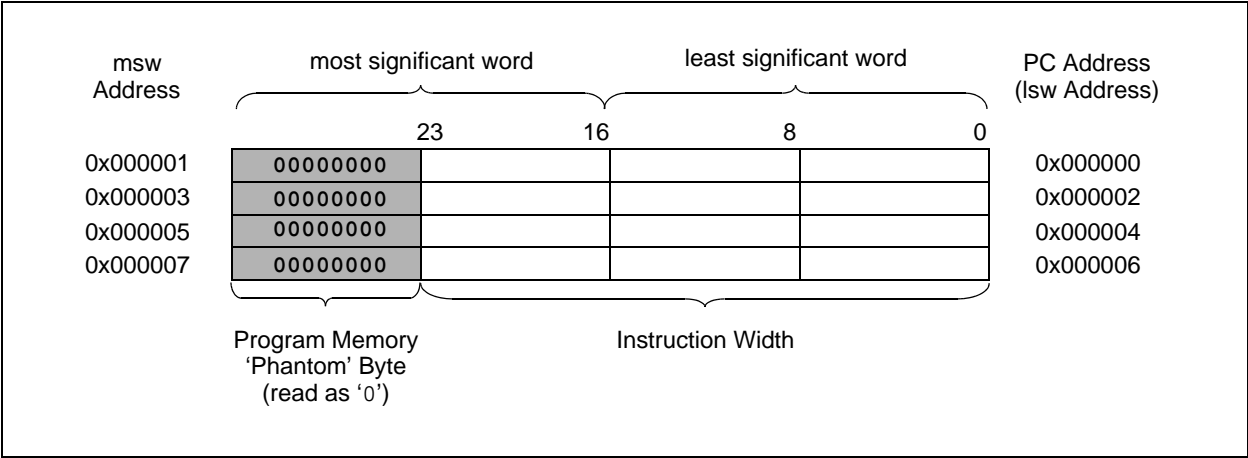 msw
Address
most significant word
least significant word
PC Address
(lsw Address)
23 16 8 0
0x000001 00000000 0x000000
0x000003 00000000 0x000002
0x000005 00000000 0x000004
0x000007 00000000 0x000006
Program Memory
‘Phantom’ Byte
(read as ‘0’)
Instruction Width